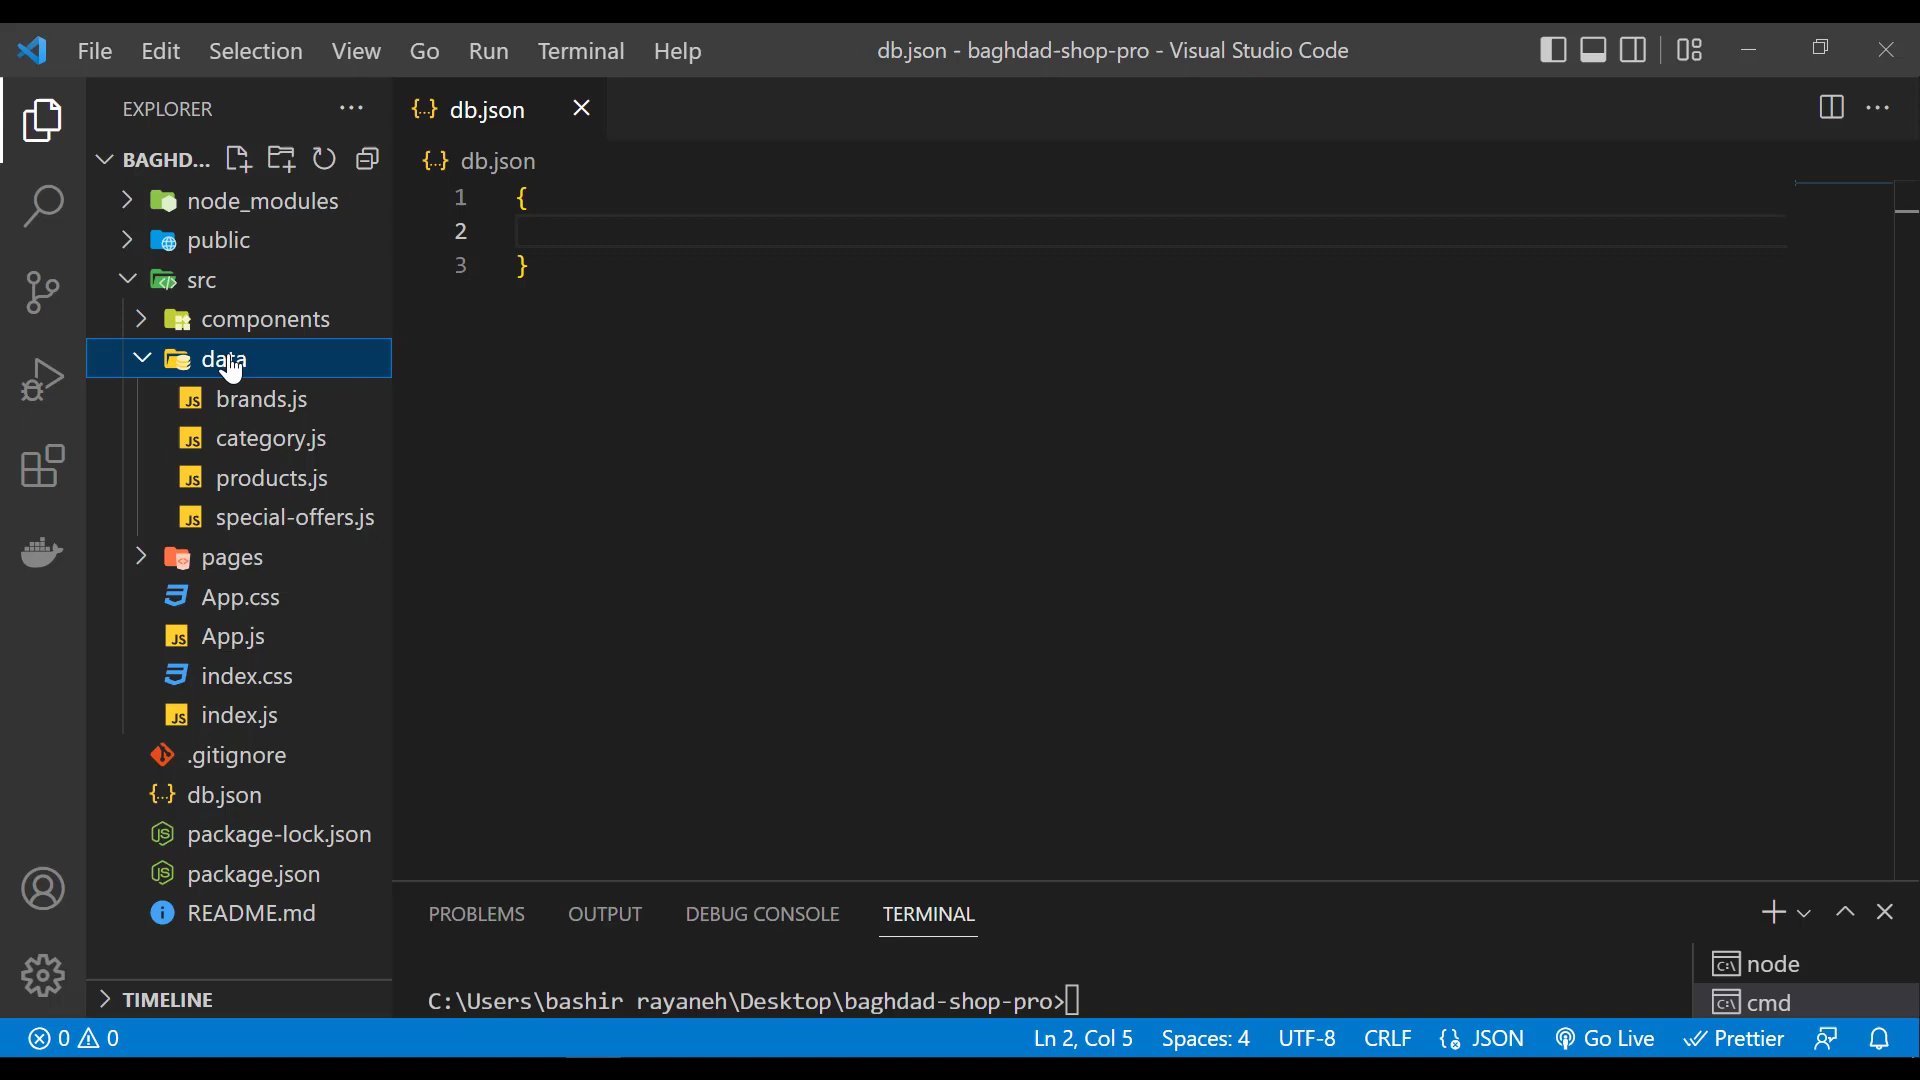 File Edit Selection View Go Run Terminal Help
db.json - baghdad-shop-pro - Visual Studio Code
EXPLORER
BAGHD...
node_modules
public
src
components
data
brands.js
category.js
products.js
special-offers.js
pages
App.css
App.js
index.css
index.js
.gitignore
db.json
package-lock.json
package.json
README.md
TIMELINE
{..} db.json
{..} db.json
1 {
2
3 }
PROBLEMS OUTPUT DEBUG CONSOLE TERMINAL
C:\Users\bashir rayaneh\Desktop\baghdad-shop-pro>
node
cmd
0 0 Ln 2, Col 5 Spaces: 4 UTF-8 CRLF JSON Go Live Prettier